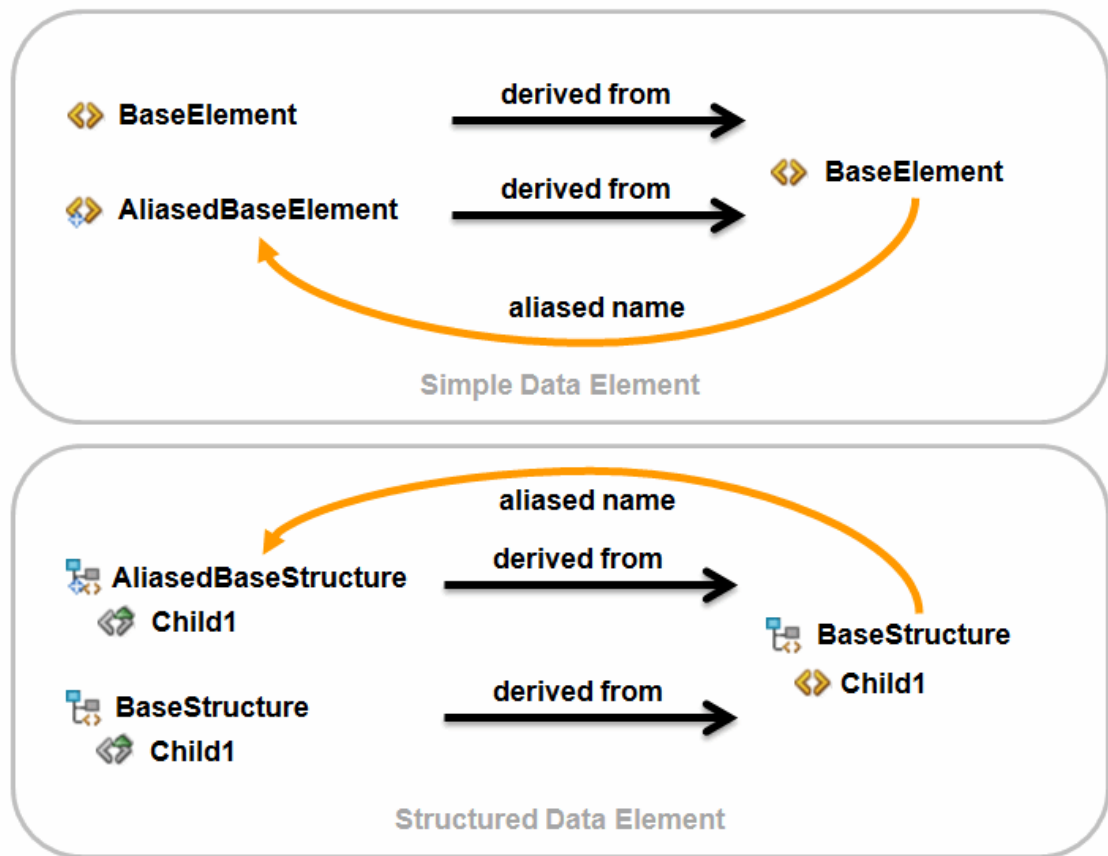 derived from
BaseElement
derived from
BaseElement
AliasedBaseElement
aliased name
Simple Data Element
aliased name
derived from
AliasedBaseStructure
Child1
BaseStructure
derived from
Child1
BaseStructure
Child1
Structured Data Element